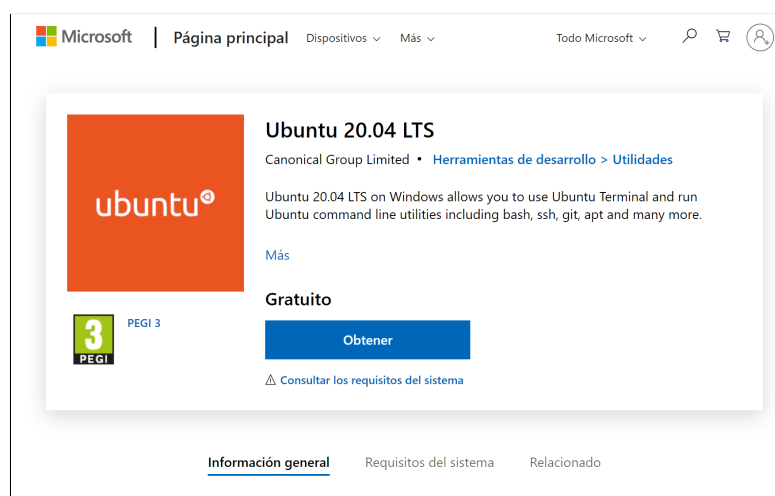 Microsoft Página principal Dispositivos Más Todo Microsoft
ubuntu
Ubuntu 20.04 LTS
Canonical Group Limited • Herramientas de desarrollo > Utilidades
Ubuntu 20.04 LTS on Windows allows you to use Ubuntu Terminal and run
Ubuntu command line utilities including bash, ssh, git, apt and many more.
Más
Gratuito
3
PEGI
PEGI 3
Obtener
Consultar los requisitos del sistema
Información general Requisitos del sistema Relacionado